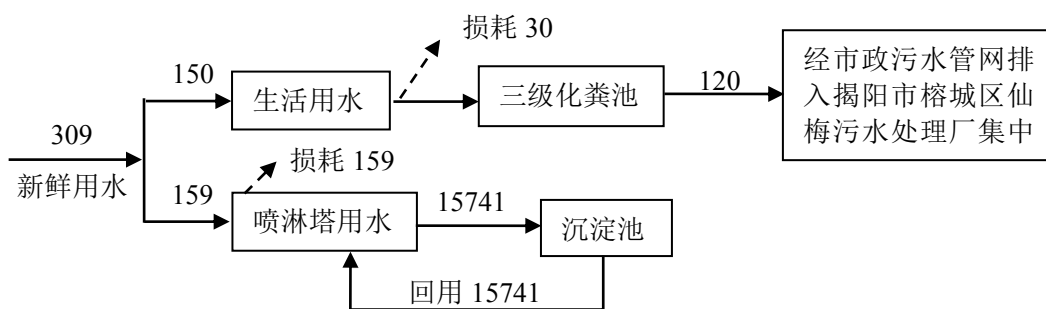 损耗 30
150
生活用水
三级化粪池
120
经市政污水管网排
入揭阳市榕城区仙
梅污水处理厂集中
309
新鲜用水
损耗 159
159
喷淋塔用水
15741
沉淀池
回用 15741